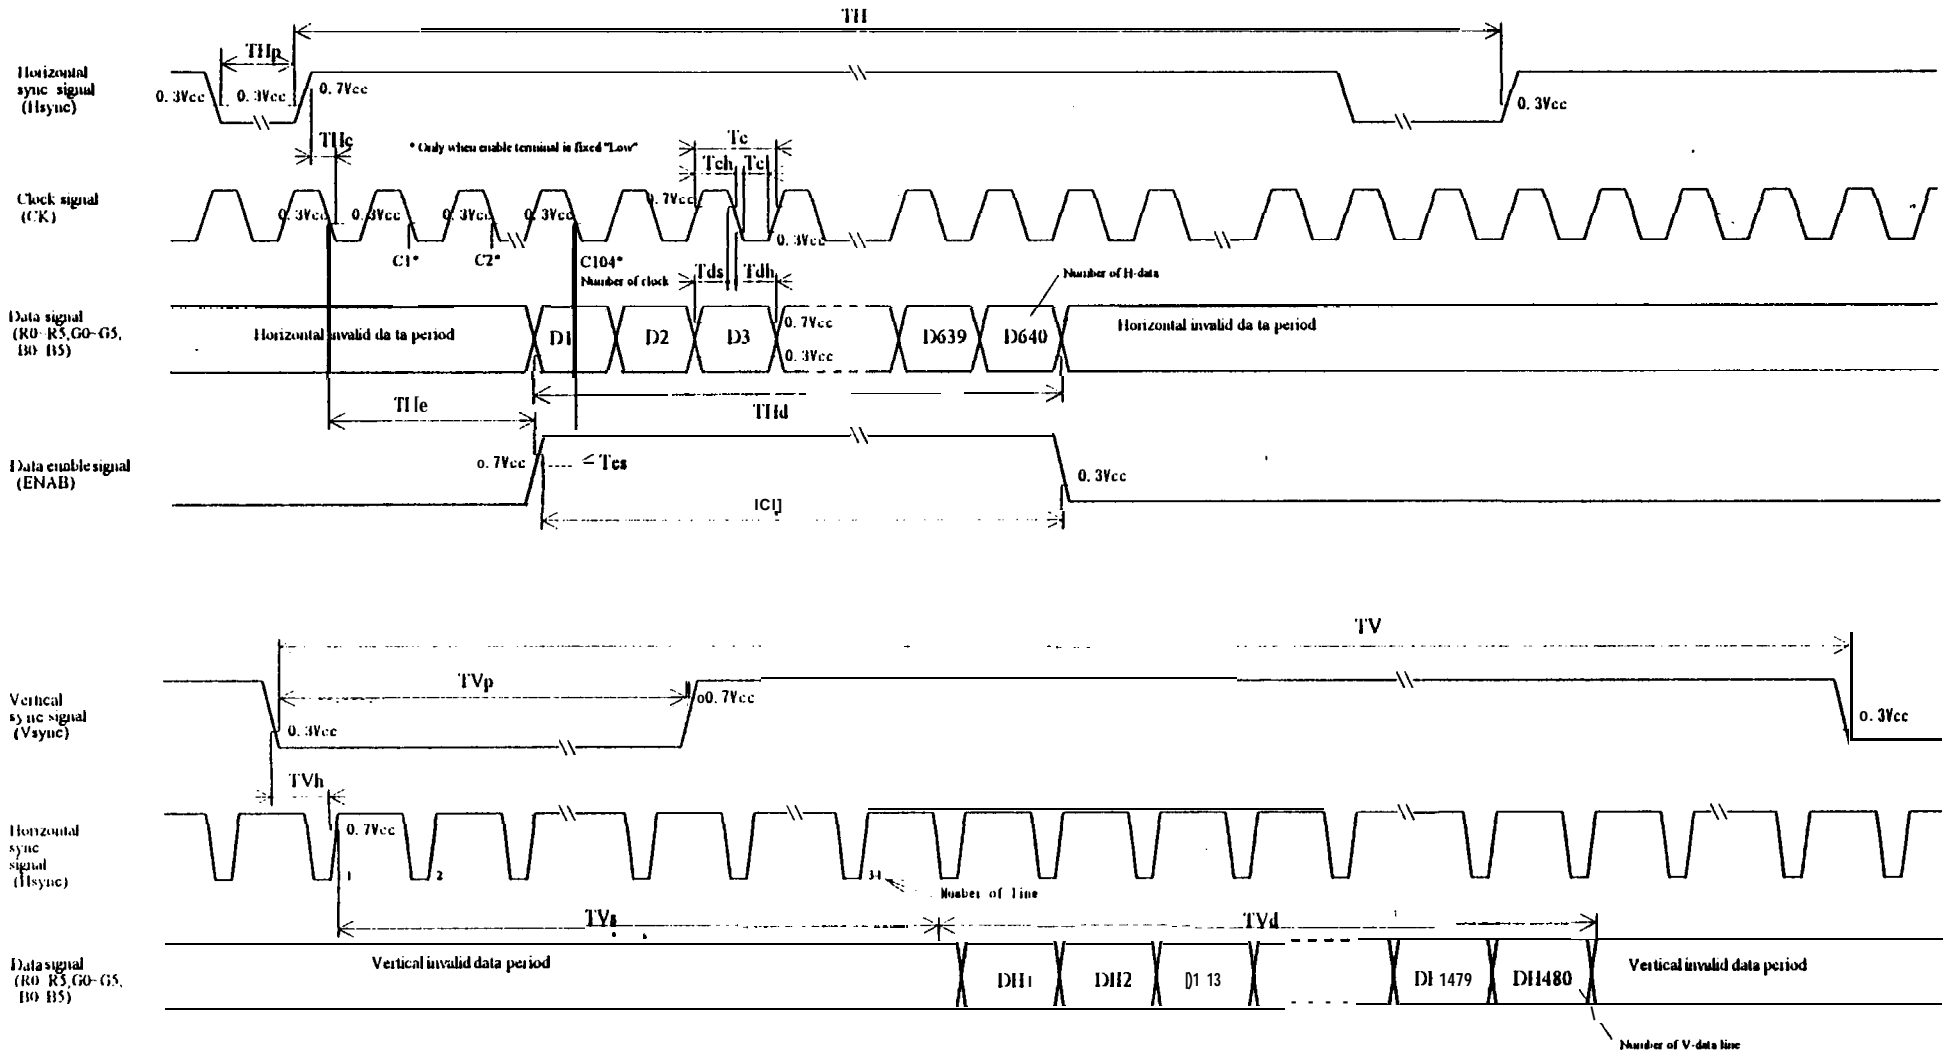 TH
THp
Horizontal
sync signal
(Hsync)
0. 3Vcc
0. 3Vcc
0. 7Vcc
0. 3Vcc
THc
* Only when enable terminal is fixed "Low"
Tc
Tch
Tcl
Clock signal
(CK)
0. 3Vcc
0. 3Vcc
0. 3Vcc
0. 3Vcc
0. 7Vcc
0. 3Vcc
C1*
C2*
C104*
Number of clock
Tds
Tdh
Number of H-data
Data signal
(R0~R5,G0~G5,
B0~B5)
Horizontal invalid da ta period
D1
D2
D3
0. 7Vcc
0. 3Vcc
D639
D640
Horizontal invalid da ta period
THe
THd
Data enable signal
(ENAB)
o. 7Vcc
Tes
0. 3Vcc
TV
TVp
Vertical
sync signal
(Vsync)
0. 3Vcc
o0. 7Vcc
o. 3Vcc
TVh
Horizontal
sync
signal
(Hsync)
0. 7Vcc
1
2
34
Number of line
TVs
TVd
Data signal
(R0~R5,G0~G5,
B0~B5)
Vertical invalid data period
DH1
DH2
D1 13
DI 1479
DH480
Vertical invalid data period
Number of V-data line